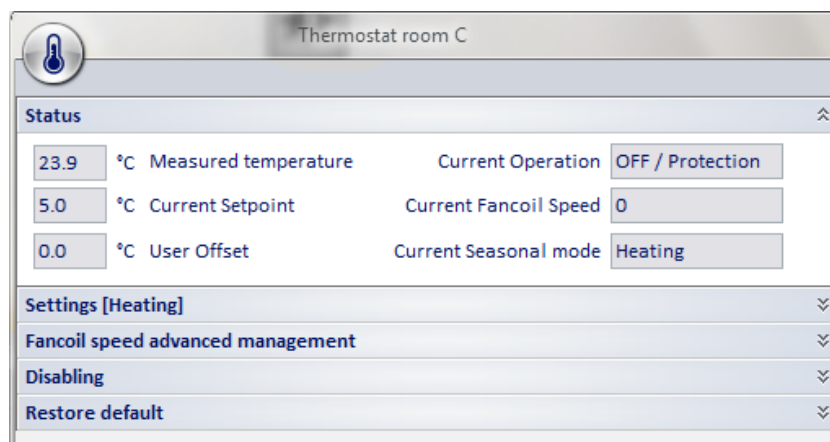 Thermostat room C
Status
23.9 °C Measured temperature Current Operation OFF / Protection
5.0 °C Current Setpoint Current Fancoil Speed 0
0.0 °C User Offset Current Seasonal mode Heating
Settings [Heating]
Fancoil speed advanced management
Disabling
Restore default